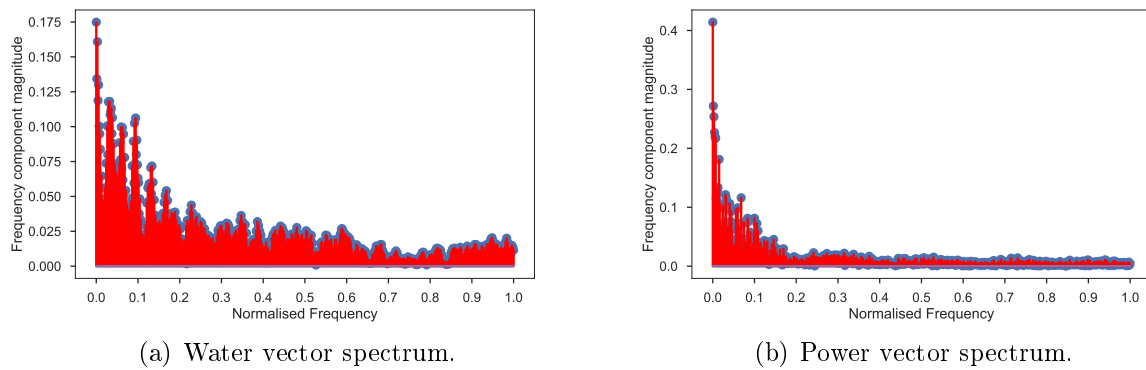 0.175
0.150
0.125
0.100
0.075
0.050
0.025
0.000
Frequency component magnitude
0.0 0.1 0.2 0.3 0.4 0.5 0.6 0.7 0.8 0.9 1.0
Normalised Frequency
(a) Water vector spectrum.
0.4
0.3
0.2
0.1
0.0
Frequency component magnitude
0.0 0.1 0.2 0.3 0.4 0.5 0.6 0.7 0.8 0.9 1.0
Normalised Frequency
(b) Power vector spectrum.